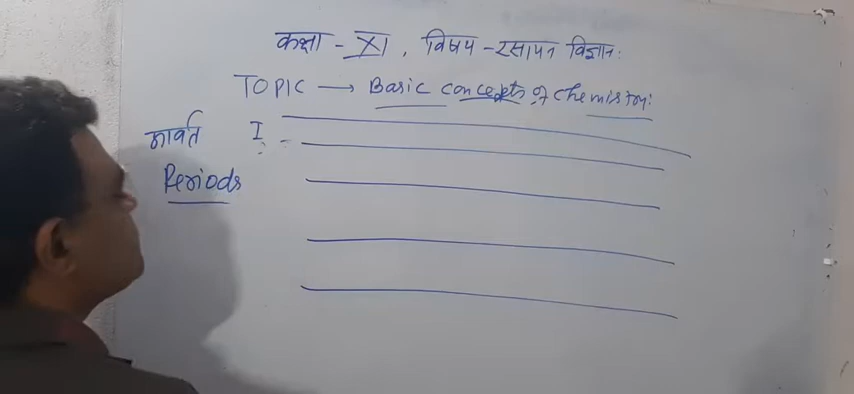 कक्षा - XI, विषय - रसायन विज्ञान :
TOPIC → Basic concepts of chemistry :
आवर्त I
Periods